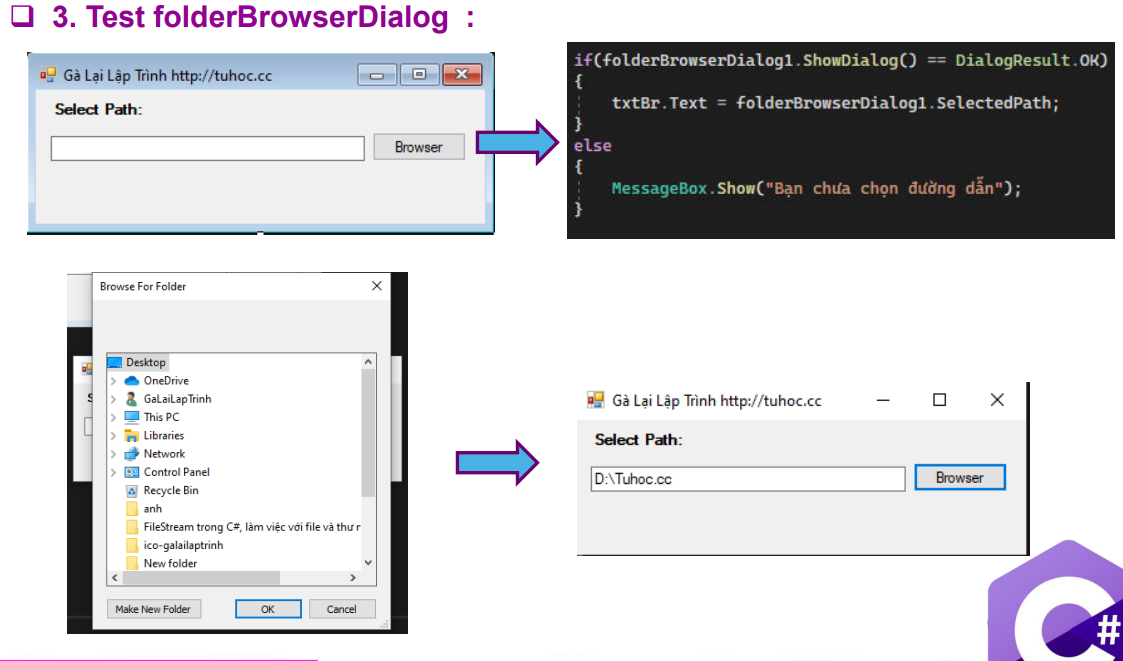 3. Test folderBrowserDialog :
Gà Lại Lập Trình http://tuhoc.cc
Select Path:
Browser
if(folderBrowserDialog1.ShowDialog() == DialogResult.OK)
{
txtBr.Text = folderBrowserDialog1.SelectedPath;
}
else
{
MessageBox.Show("Bạn chưa chọn đường dẫn");
}
Browse For Folder
Desktop
OneDrive
GaLaiLapTrinh
This PC
Libraries
Network
Control Panel
Recycle Bin
anh
FileStream trong C#, làm việc với file và thư
ico-galailaptrinh
New folder
Make New Folder
OK
Cancel
Gà Lại Lập Trình http://tuhoc.cc
Select Path:
D:\Tuhoc.cc
Browser
C#